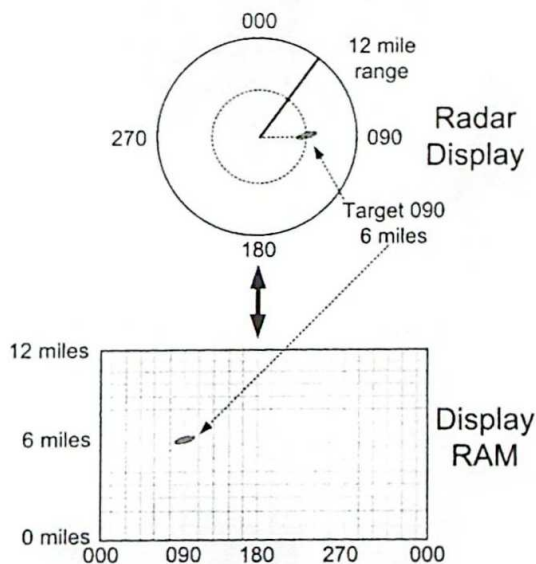 000
12 mile
range
270
090
Radar
Display
Target 090
6 miles
180
12 miles
6 miles
Display
RAM
0 miles
000 090 180 270 000